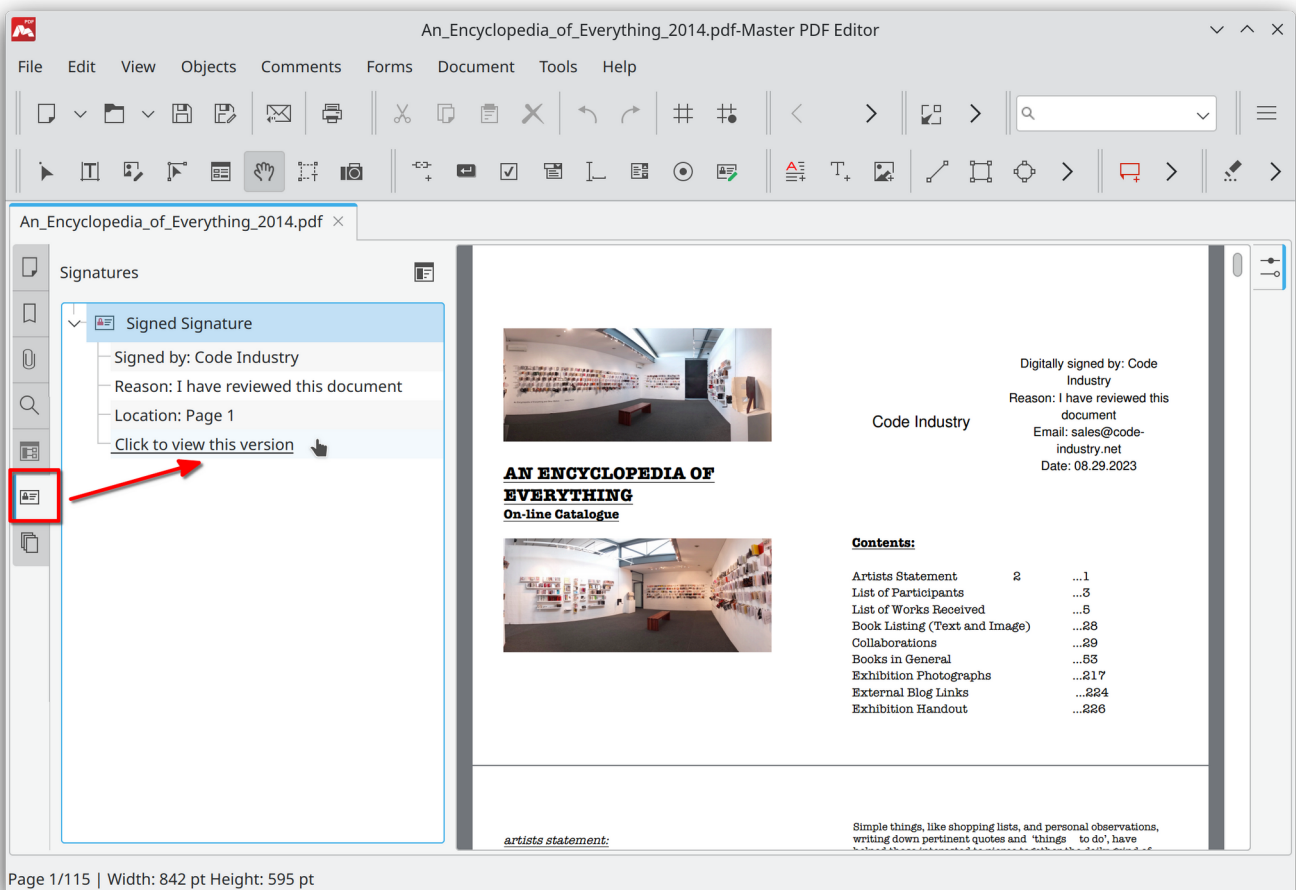 An_Encyclopedia_of_Everything_2014.pdf-Master PDF Editor
File Edit View Objects Comments Forms Document Tools Help
An_Encyclopedia_of_Everything_2014.pdf
Signatures
Signed Signature
Signed by: Code Industry
Reason: I have reviewed this document
Location: Page 1
Click to view this version
AN ENCYCLOPEDIA OF
EVERYTHING
On-line Catalogue
Code Industry
Digitally signed by: Code
Industry
Reason: I have reviewed this
document
Email: sales@code-
industry.net
Date: 08.29.2023
Contents:
Artists Statement 2 ...1
List of Participants ...3
List of Works Received ...5
Book Listing (Text and Image) ...28
Collaborations ...29
Books in General ...53
Exhibition Photographs ...217
External Blog Links ...224
Exhibition Handout ...226
artists statement:
Simple things, like shopping lists, and personal observations,
writing down pertinent quotes and 'things to do', have
Page 1/115 | Width: 842 pt Height: 595 pt